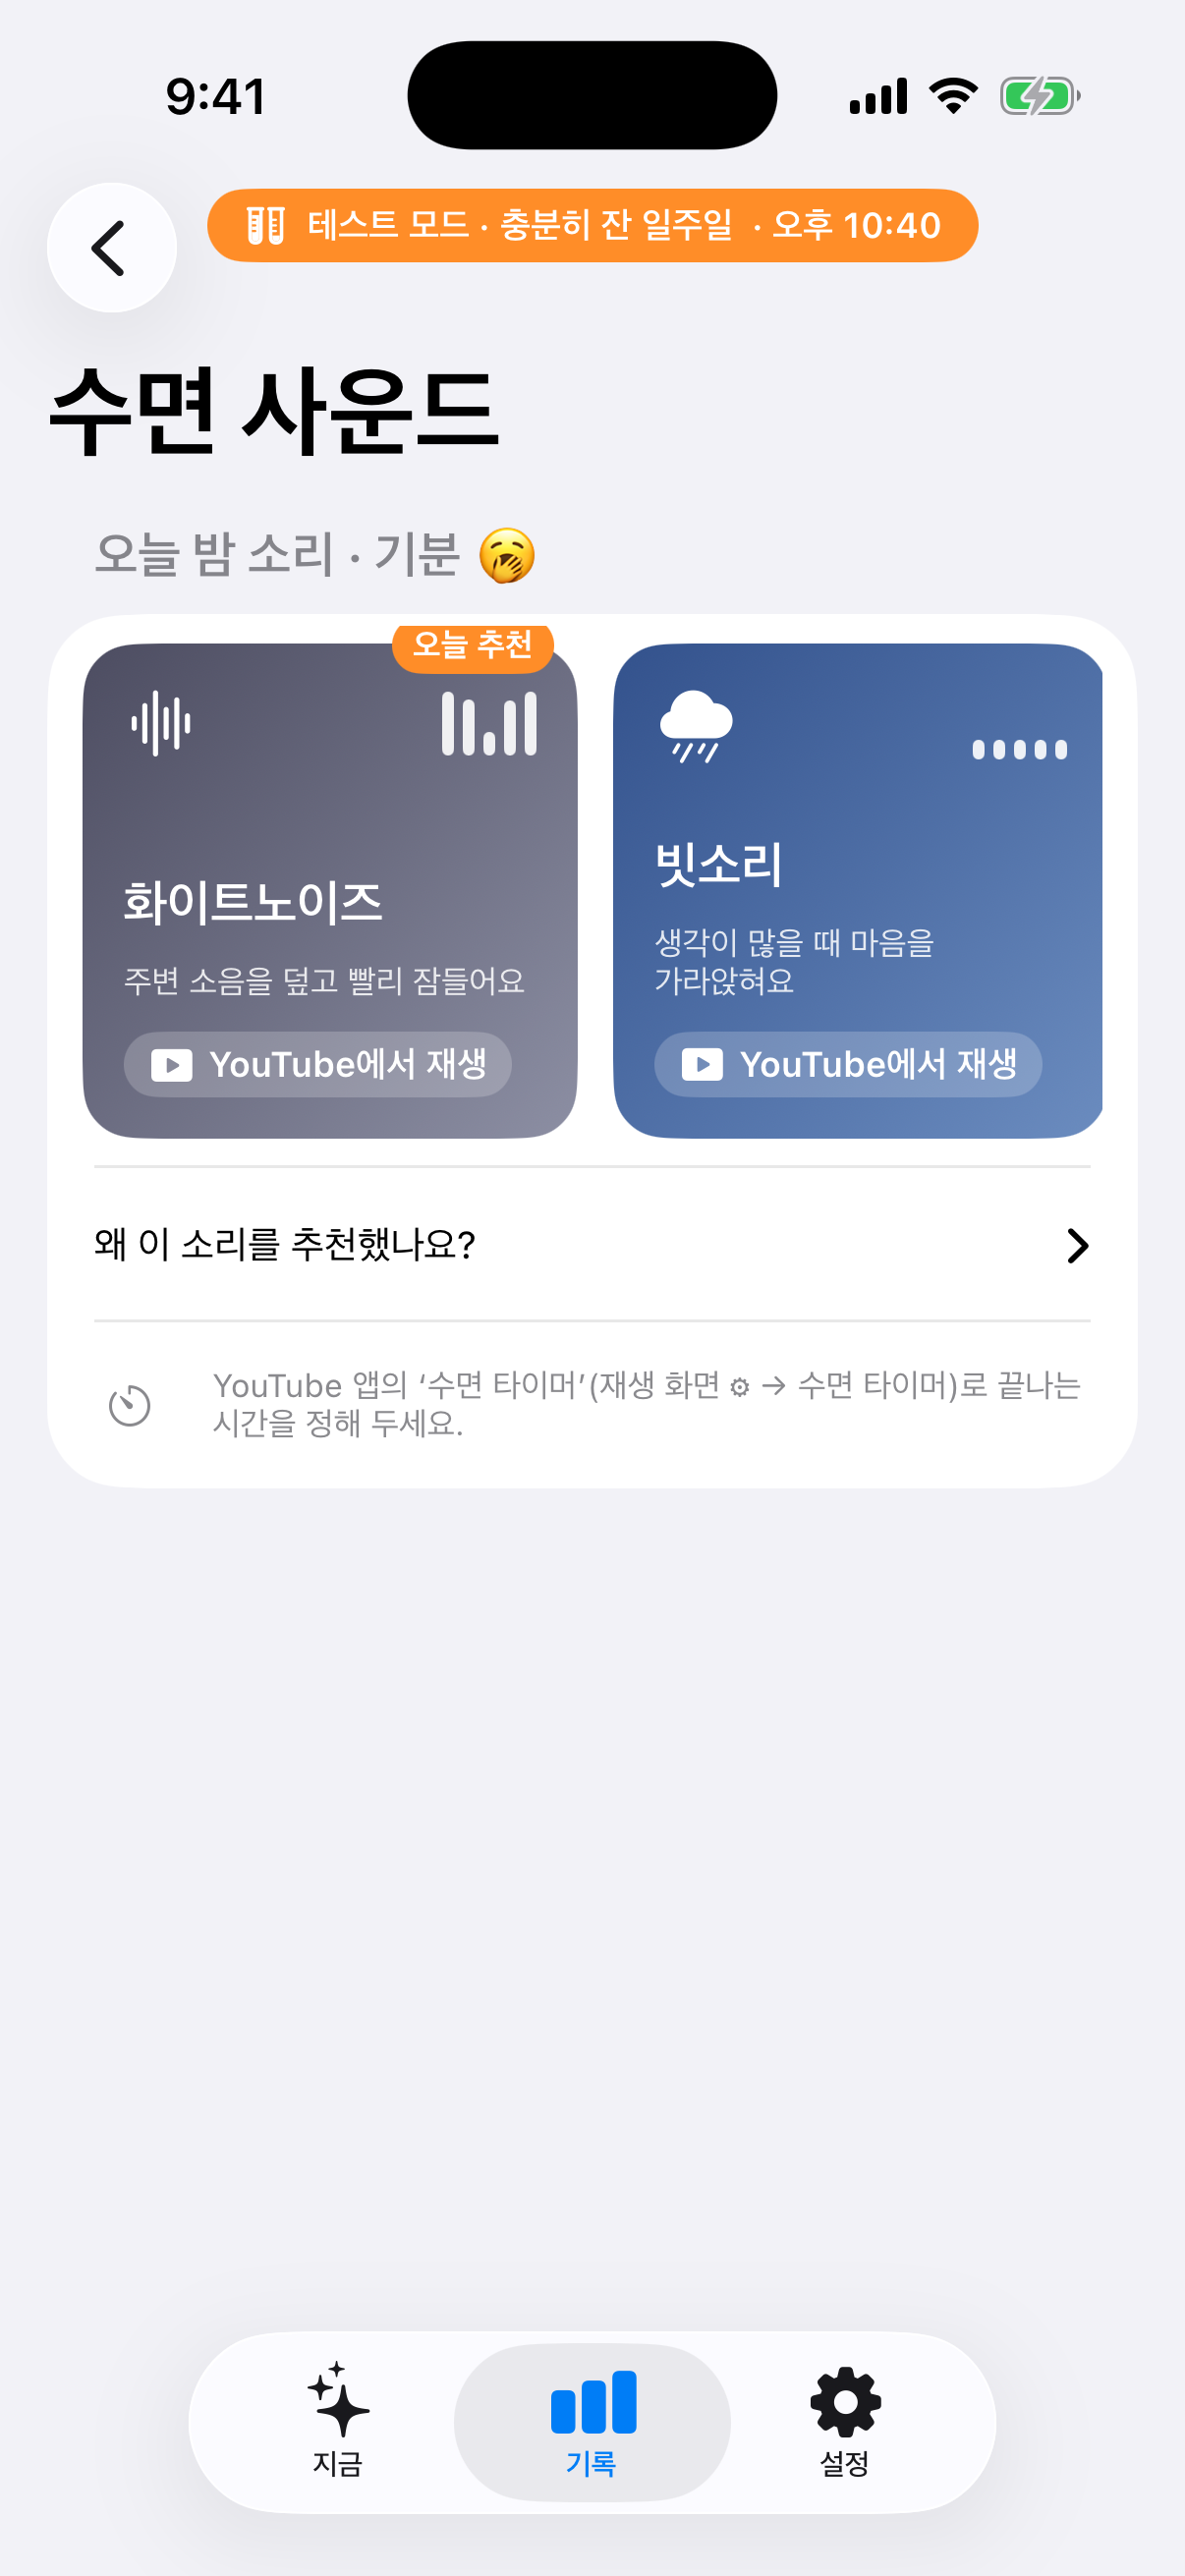 9:41
테스트 모드 · 충분히 잔 일주일 · 오후 10:40
수면 사운드
오늘 밤 소리 · 기분 🥱
오늘 추천
화이트노이즈
주변 소음을 덮고 빨리 잠들어요
YouTube에서 재생
빗소리
생각이 많을 때 마음을
가라앉혀요
YouTube에서 재생
왜 이 소리를 추천했나요?
YouTube 앱의 ‘수면 타이머’(재생 화면 ⚙ → 수면 타이머)로 끝나는
시간을 정해 두세요.
지금
기록
설정